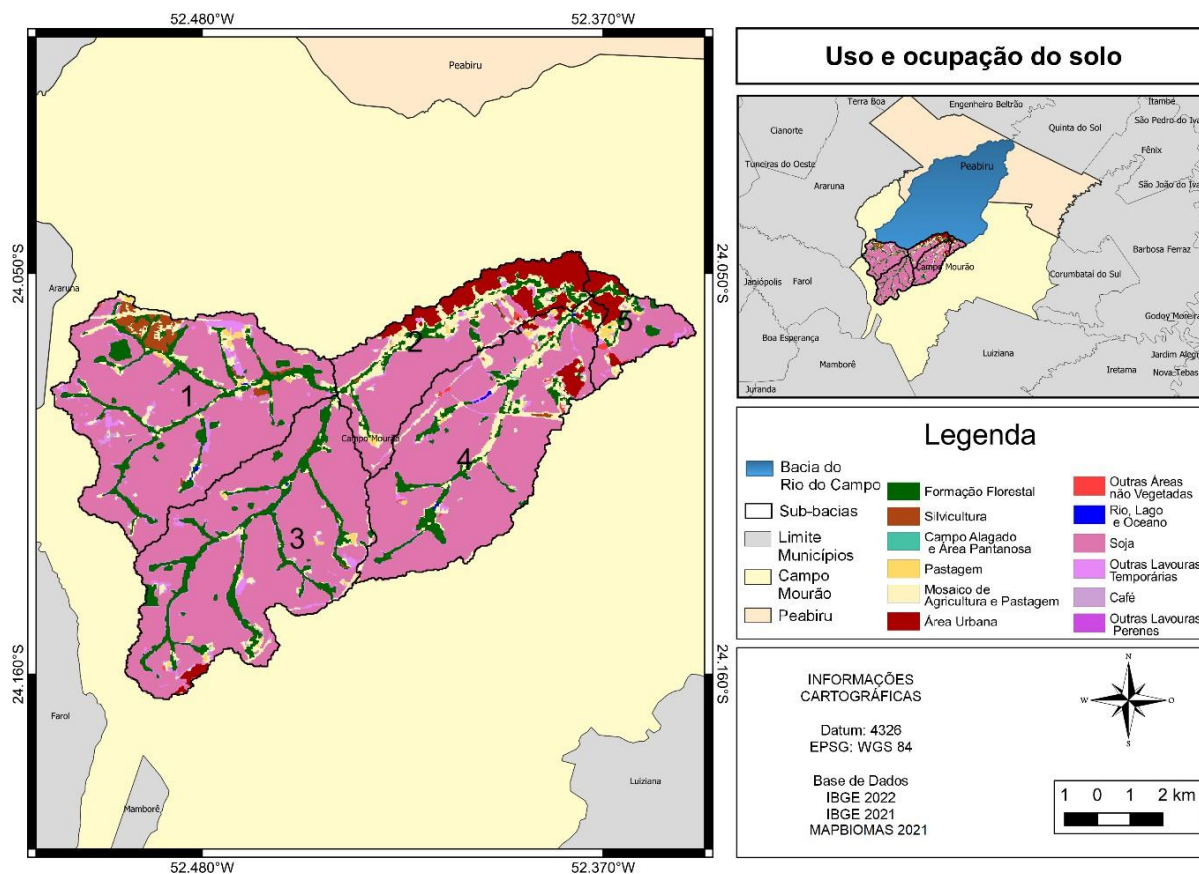 52.480°W
52.370°W
Peabiru
24.050°S
24.050°S
Araruna
1
2
5
Campo Mourão
4
3
24.160°S
24.160°S
Farol
Luiziana
Mamborê
52.480°W
52.370°W
Uso e ocupação do solo
Terra Boa
Engenheiro Beltrão
Itambé
Cianorte
Quinta do Sol
São Pedro do Iva
Fênix
Tuneiras do Oeste
Peabiru
Araruna
São João do Iva
Barbosa Ferraz
Campo Mourão
Janiópolis
Farol
Corumbataí do Sul
Godoy Moreira
Boa Esperança
Luiziana
Mamborê
Jardim Alegr
Iretama
Nova Tebas
Juranda
Legenda
Bacia do
Rio do Campo
Sub-bacias
Limite
Municípios
Campo
Mourão
Peabiru
Formação Florestal
Silvicultura
Campo Alagado
e Área Pantanosa
Pastagem
Mosaico de
Agricultura e Pastagem
Área Urbana
Outras Áreas
não Vegetadas
Rio, Lago
e Oceano
Soja
Outras Lavouras
Temporárias
Café
Outras Lavouras
Perenes
INFORMAÇÕES
CARTOGRÁFICAS
Datum: 4326
EPSG: WGS 84
Base de Dados
IBGE 2022
IBGE 2021
MAPBIOMAS 2021
N
W
O
S
1 0 1 2 km